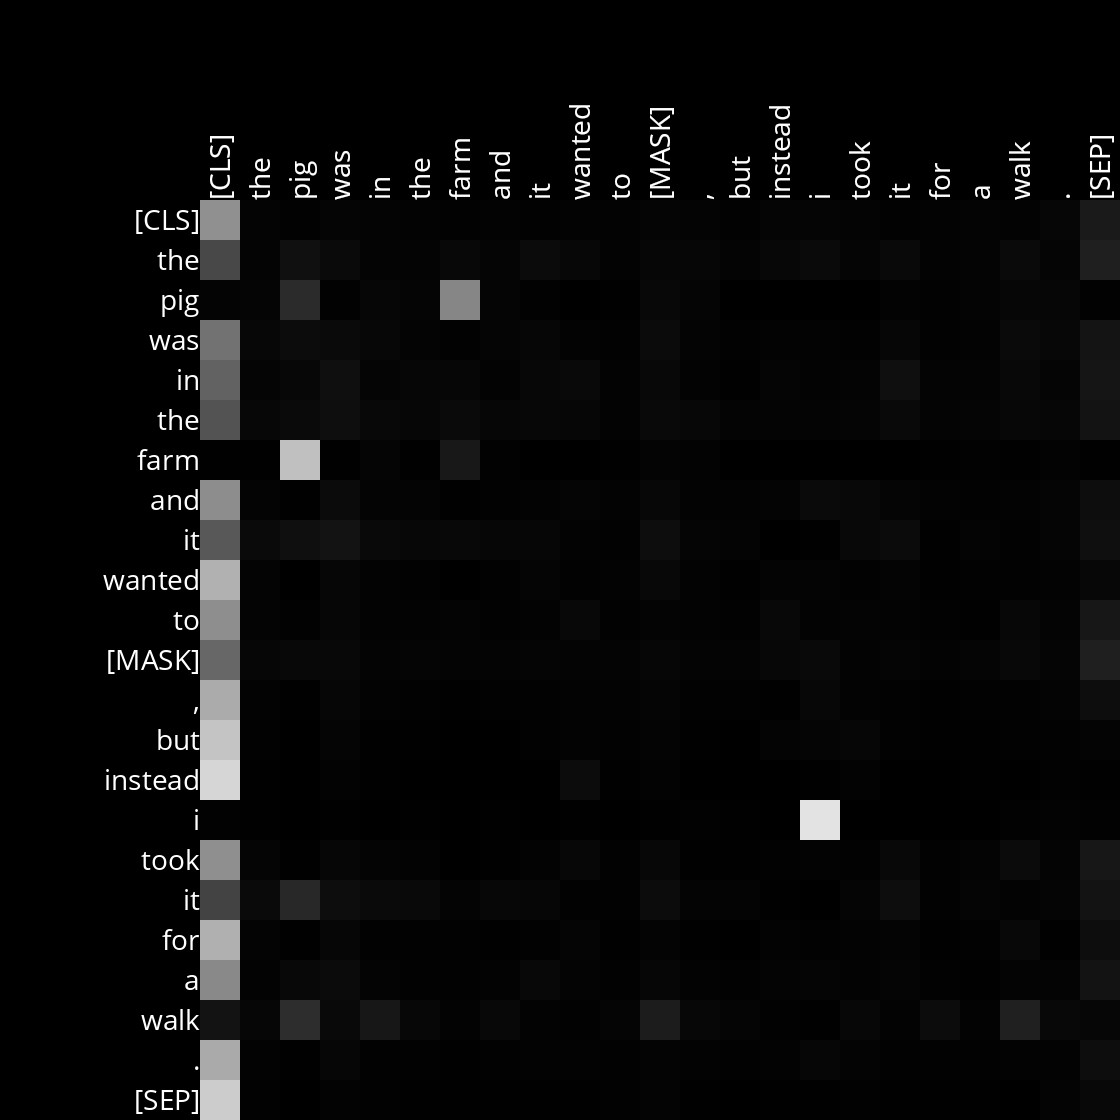 [CLS] the pig was in the farm and it wanted to [MASK] , but instead i took it for a walk . [SEP]
[CLS]
the
pig
was
in
the
farm
and
it
wanted
to
[MASK]
,
but
instead
i
took
it
for
a
walk
.
[SEP]